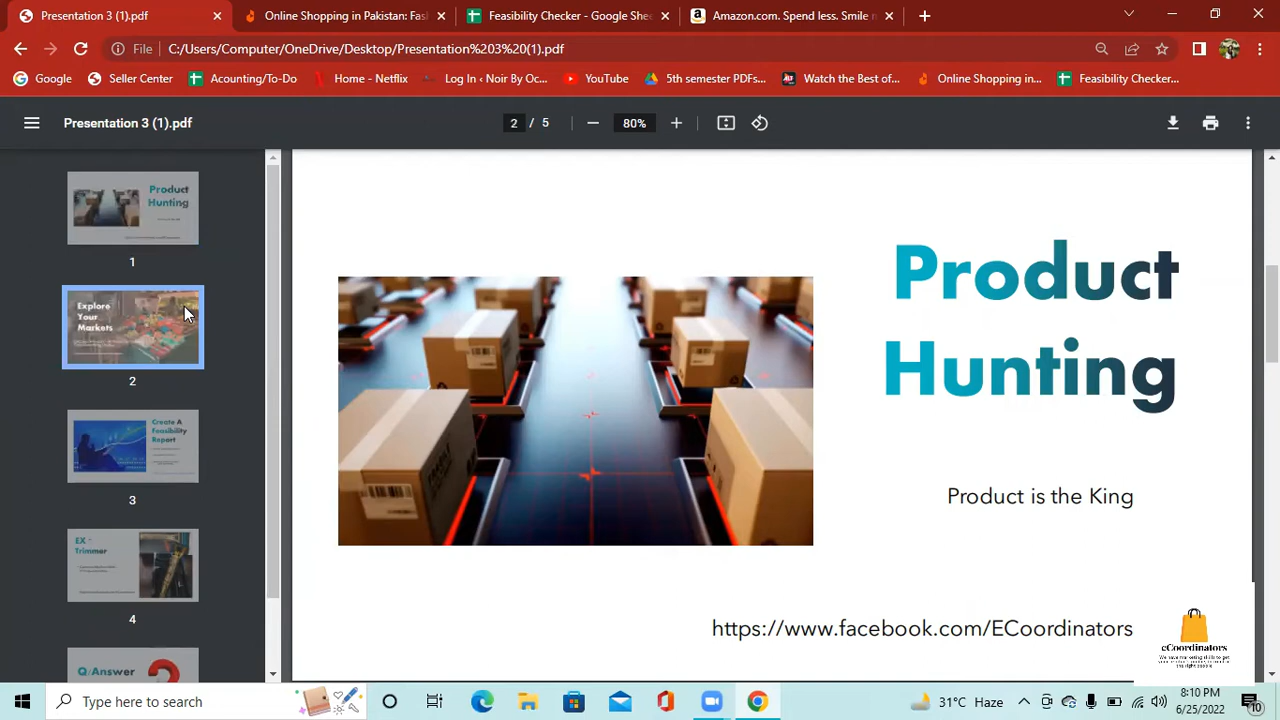 Presentation 3 (1).pdf
Online Shopping in Pakistan: Fas
Feasibility Checker - Google She
Amazon.com. Spend less. Smile
File
C:/Users/Computer/OneDrive/Desktop/Presentation%203%20(1).pdf
Google
Seller Center
Acounting/To-Do
Home - Netflix
Log In ‹ Noir By Oc...
YouTube
5th semester PDFs...
Watch the Best of...
Online Shopping in...
Feasibility Checker...
Presentation 3 (1).pdf
2 / 5
80%
Product
Hunting
1
Explore
Your
Markets
2
Create A
Feasibility
Report
3
EX -
Trimmer
4
Q/Answer
Product
Hunting
Product is the King
https://www.facebook.com/ECoordinators
eCoordinators
Type here to search
31°C Haze
8:10 PM
6/25/2022
10